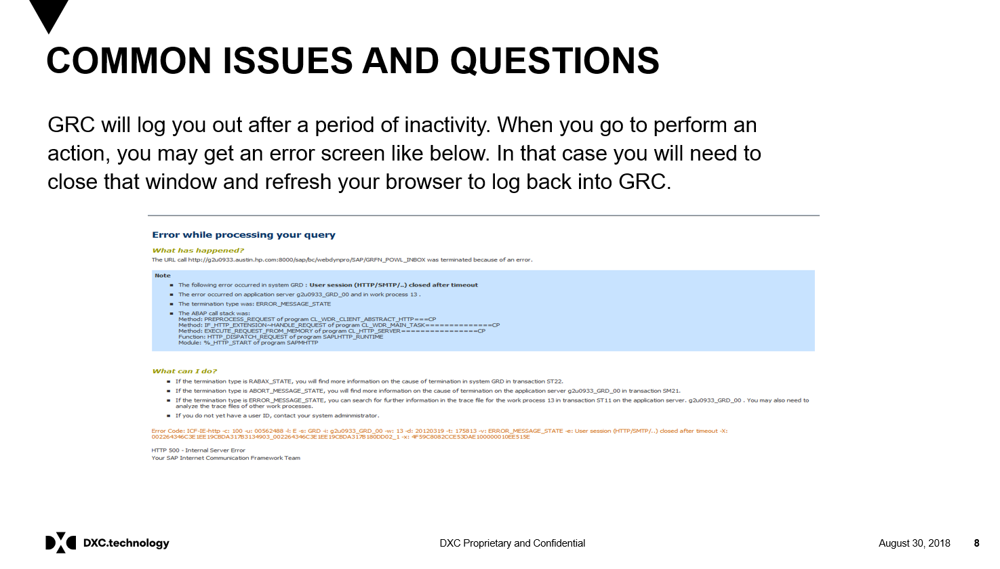 COMMON ISSUES AND QUESTIONS
GRC will log you out after a period of inactivity. When you go to perform an
action, you may get an error screen like below. In that case you will need to
close that window and refresh your browser to log back into GRC.
Error while processing your query
What has happened?
The URL call http://g2u0933.austin.hp.com:8000/sap/bc/webdynpro/SAP/GRFN_POWL_INBOX was terminated because of an error.
Note
The following error occurred in system GRD : User session (HTTP/SMTP/..) closed after timeout
The error occurred on application server g2u0933_GRD_00 and in work process 13 .
The termination type was: ERROR_MESSAGE_STATE
The ABAP call stack was:
Method: PREPROCESS_REQUEST of program CL_WDR_CLIENT_ABSTRACT_HTTP===CP
Method: IF_HTTP_EXTENSION~HANDLE_REQUEST of program CL_WDR_MAIN_TASK==============CP
Method: EXECUTE_REQUEST_FROM_MEMORY of program CL_HTTP_SERVER================CP
Function: HTTP_DISPATCH_REQUEST of program SAPLHTTP_RUNTIME
Module: %_HTTP_START of program SAPMHTTP
What can I do?
If the termination type is RABAX_STATE, you will find more information on the cause of termination in system GRD in transaction ST22.
If the termination type is ABORT_MESSAGE_STATE, you will find more information on the cause of termination on the application server g2u0933_GRD_00 in transaction SM21.
If the termination type is ERROR_MESSAGE_STATE, you can search for further information in the trace file for the work process 13 in transaction ST11 on the application server. g2u0933_GRD_00 . You may also need to
analyze the trace files of other work processes.
If you do not yet have a user ID, contact your system adminmistrator.
Error Code: ICF-IE-http -c: 100 -u: 00562488 -l: E -s: GRD -i: g2u0933_GRD_00 -w: 13 -d: 20120319 -t: 175813 -v: ERROR_MESSAGE_STATE -e: User session (HTTP/SMTP/..) closed after timeout -X:
002264346C3E1EE19CBDA317B3134903_002264346C3E1EE19CBDA317B180DD02_1 -x: 4F59C8082CCE53DAE100000010EE515E
HTTP 500 - Internal Server Error
Your SAP Internet Communication Framework Team
DXC.technology
DXC Proprietary and Confidential
August 30, 2018
8